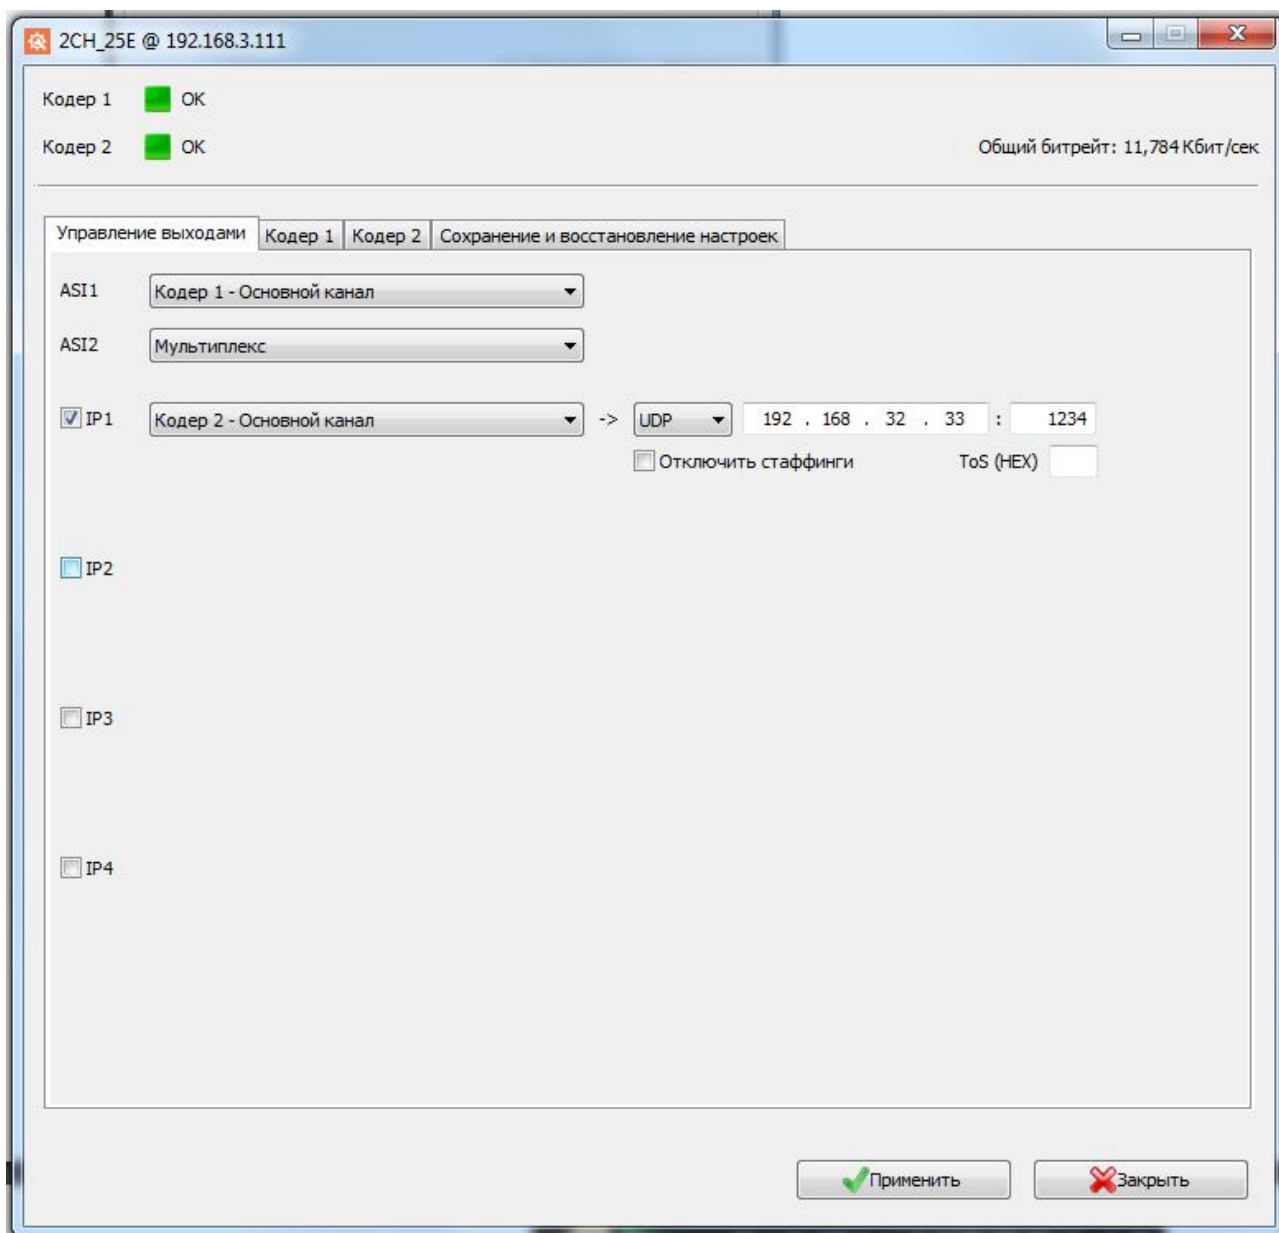 2CH_25E @ 192.168.3.111
Кодер 1 OK
Кодер 2 OK Общий битрейт: 11,784 Кбит/сек
Управление выходами Кодер 1 Кодер 2 Сохранение и восстановление настроек
ASI1 Кодер 1 - Основной канал
ASI2 Мультиплекс
IP1 Кодер 2 - Основной канал -> UDP 192 . 168 . 32 . 33 : 1234
Отключить стаффинги ToS (HEX)
IP2
IP3
IP4
Применить Закрыть